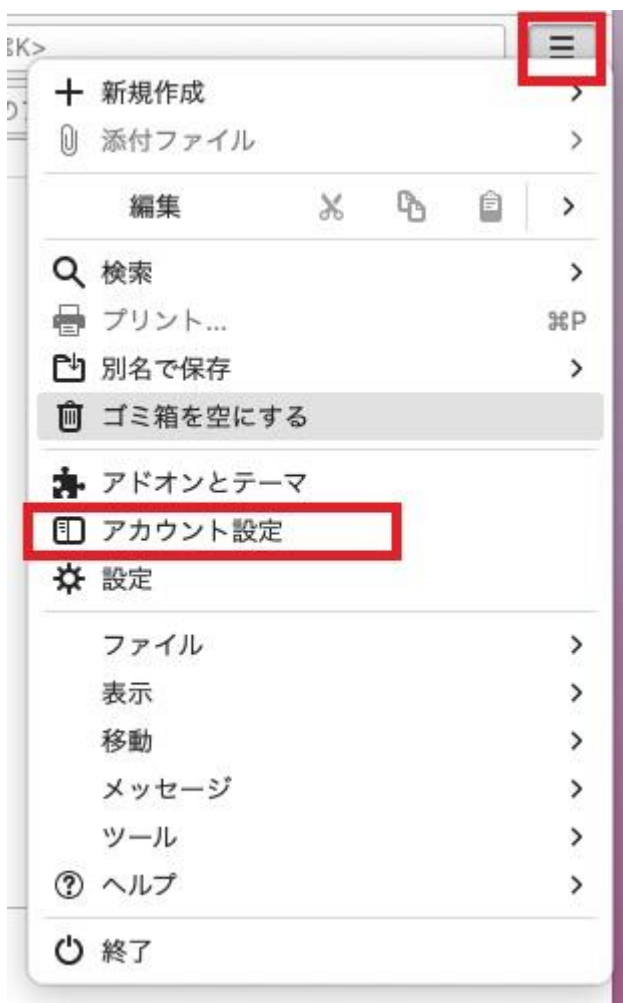 ⌘K>
新規作成
添付ファイル
編集
検索
プリント...
⌘P
別名で保存
ゴミ箱を空にする
アドオンとテーマ
アカウント設定
設定
ファイル
表示
移動
メッセージ
ツール
ヘルプ
終了